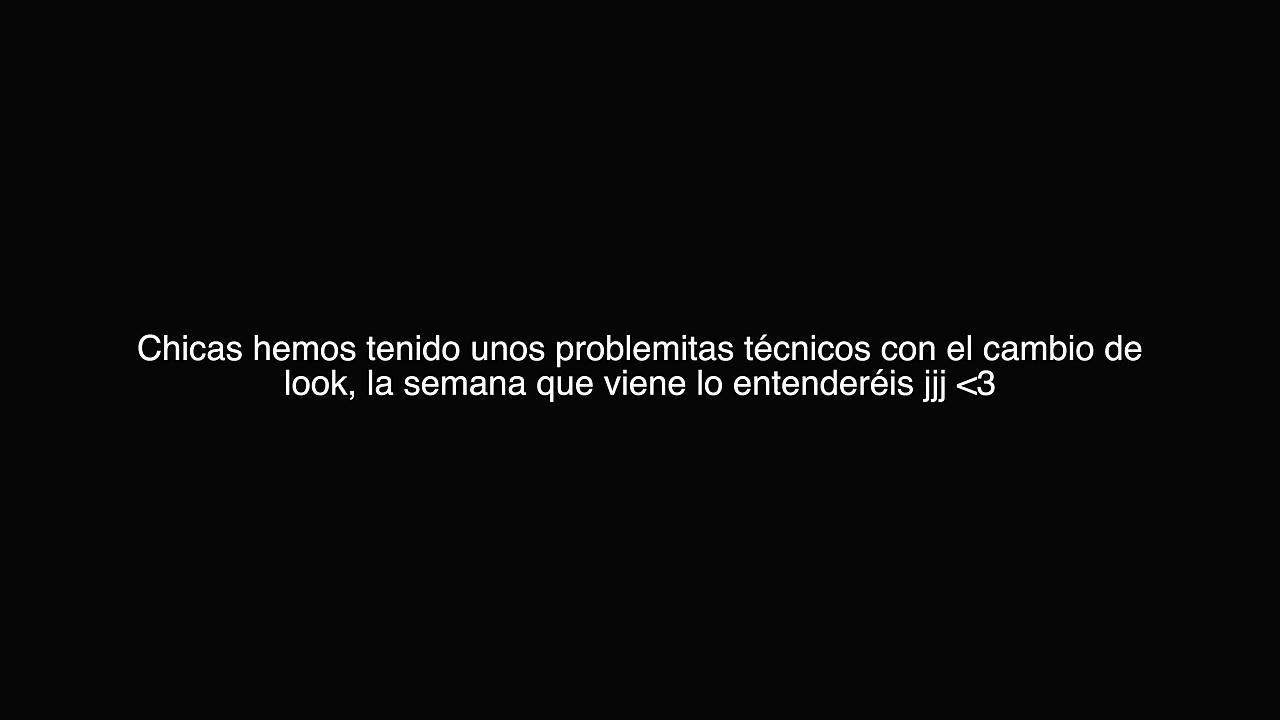 Chicas hemos tenido unos problemitas técnicos con el cambio de
look, la semana que viene lo entenderéis jjj <3